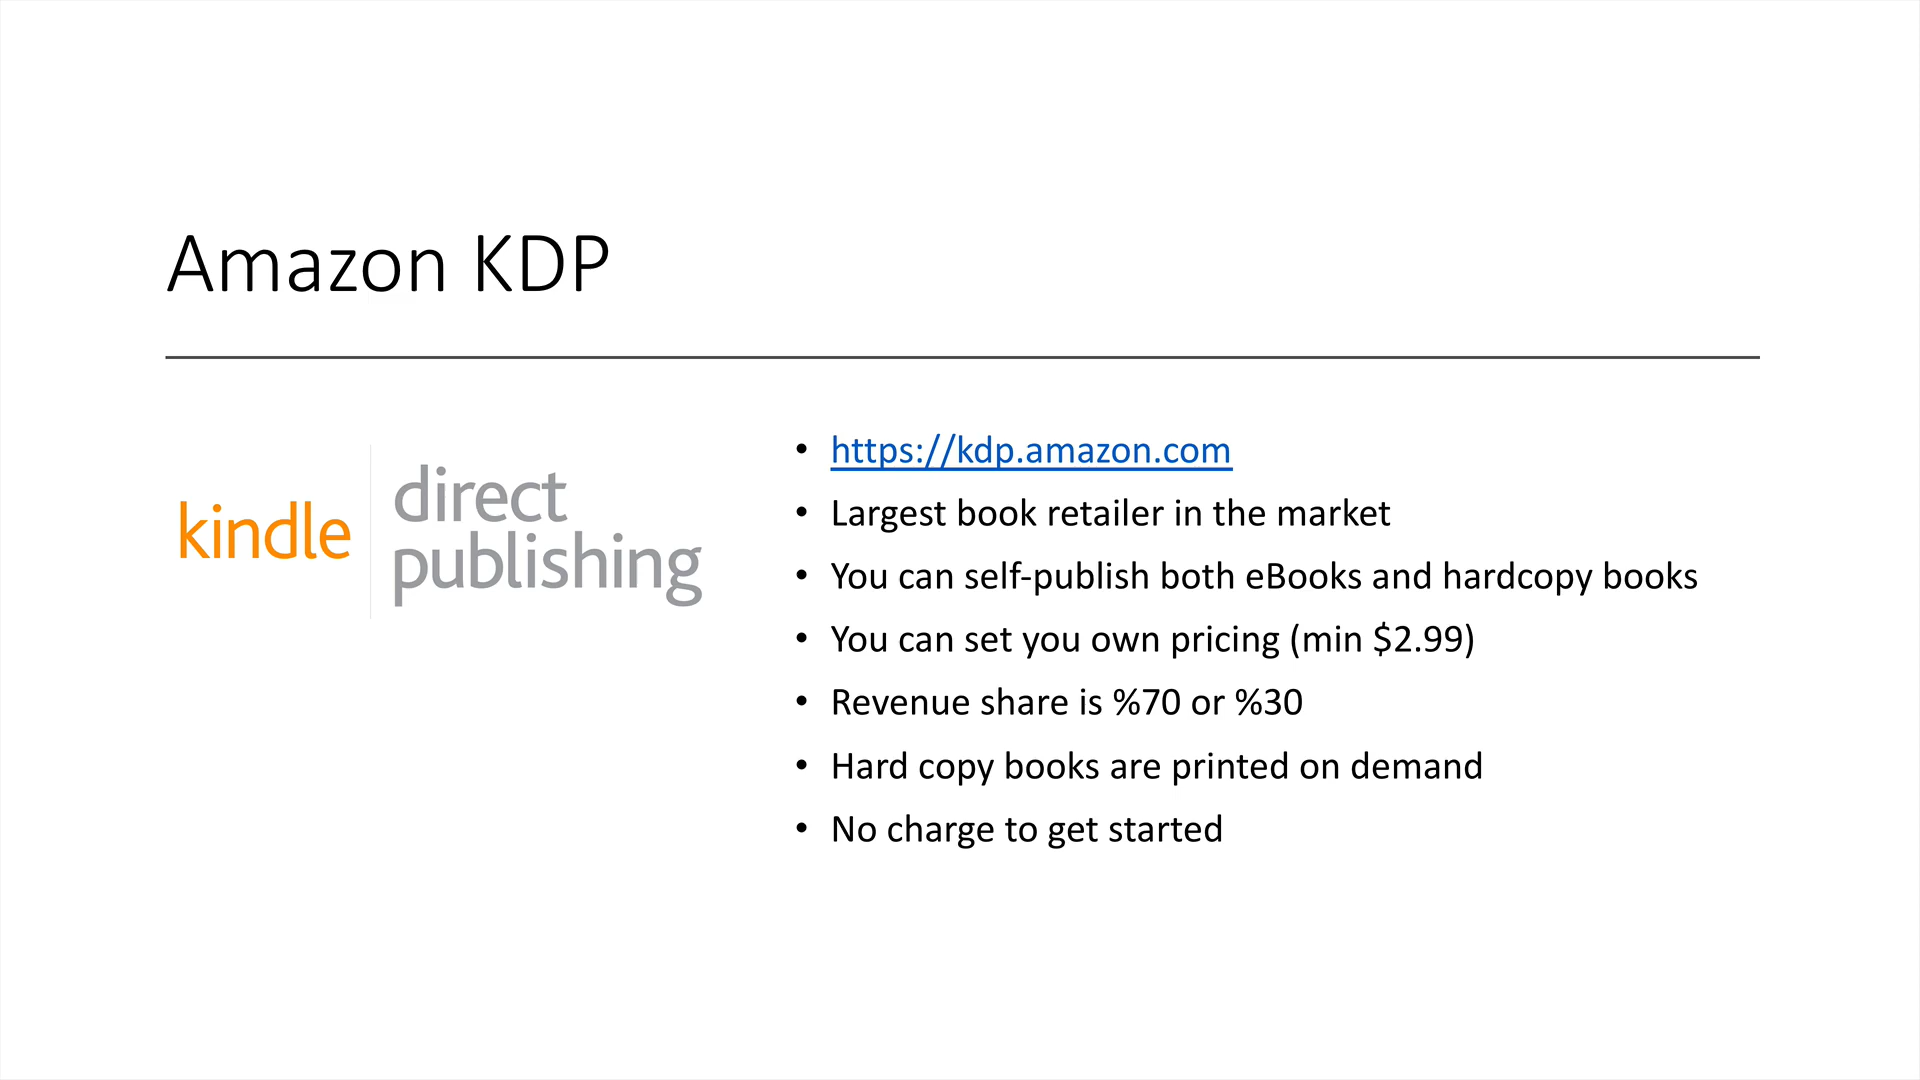 Amazon KDP
kindle
direct
publishing
• https://kdp.amazon.com
• Largest book retailer in the market
• You can self-publish both eBooks and hardcopy books
• You can set you own pricing (min $2.99)
• Revenue share is %70 or %30
• Hard copy books are printed on demand
• No charge to get started